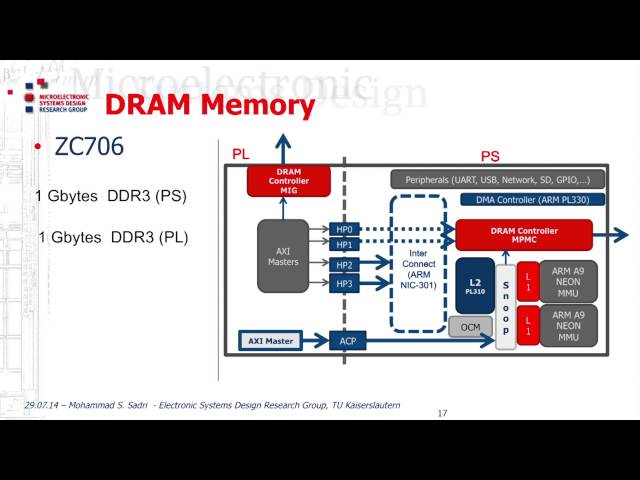 Microelectronic
Systems Design
MICROELECTRONIC
SYSTEMS DESIGN
RESEARCH GROUP
DRAM Memory
• ZC706
1 Gbytes DDR3 (PS)
1 Gbytes DDR3 (PL)
PL
PS
DRAM
Controller
MIG
Peripherals (UART, USB, Network, SD, GPIO,...)
DMA Controller (ARM PL330)
AXI
Masters
HP0
HP1
HP2
HP3
Inter
Connect
(ARM
NIC-301)
DRAM Controller
MPMC
L2
PL310
OCM
Snoop
L1
ARM A9
NEON
MMU
L1
ARM A9
NEON
MMU
AXI Master
ACP
29.07.14 – Mohammad S. Sadri - Electronic Systems Design Research Group, TU Kaiserslautern
17